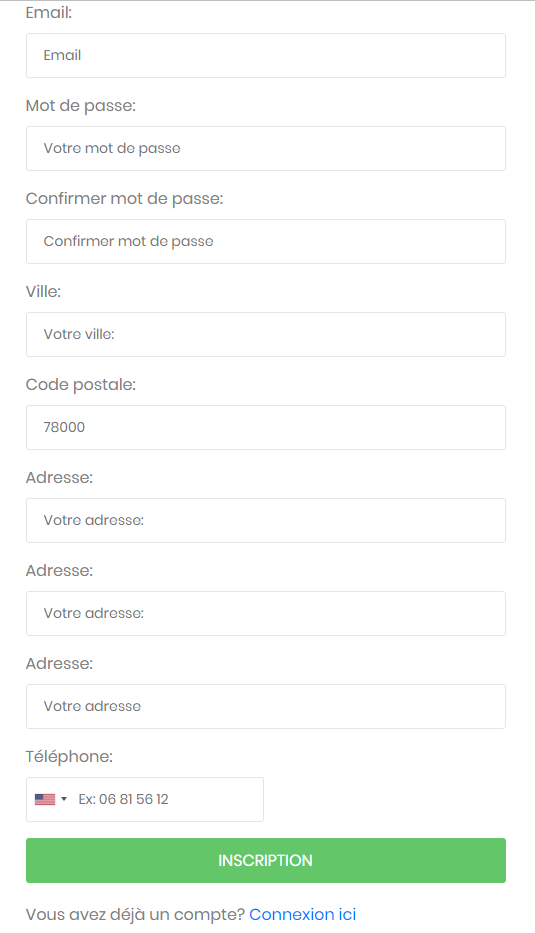 Email:
Email
Mot de passe:
Votre mot de passe
Confirmer mot de passe:
Confirmer mot de passe
Ville:
Votre ville:
Code postale:
78000
Adresse:
Votre adresse:
Adresse:
Votre adresse:
Adresse:
Votre adresse
Téléphone:
Ex: 06 81 56 12
INSCRIPTION
Vous avez déjà un compte? Connexion ici